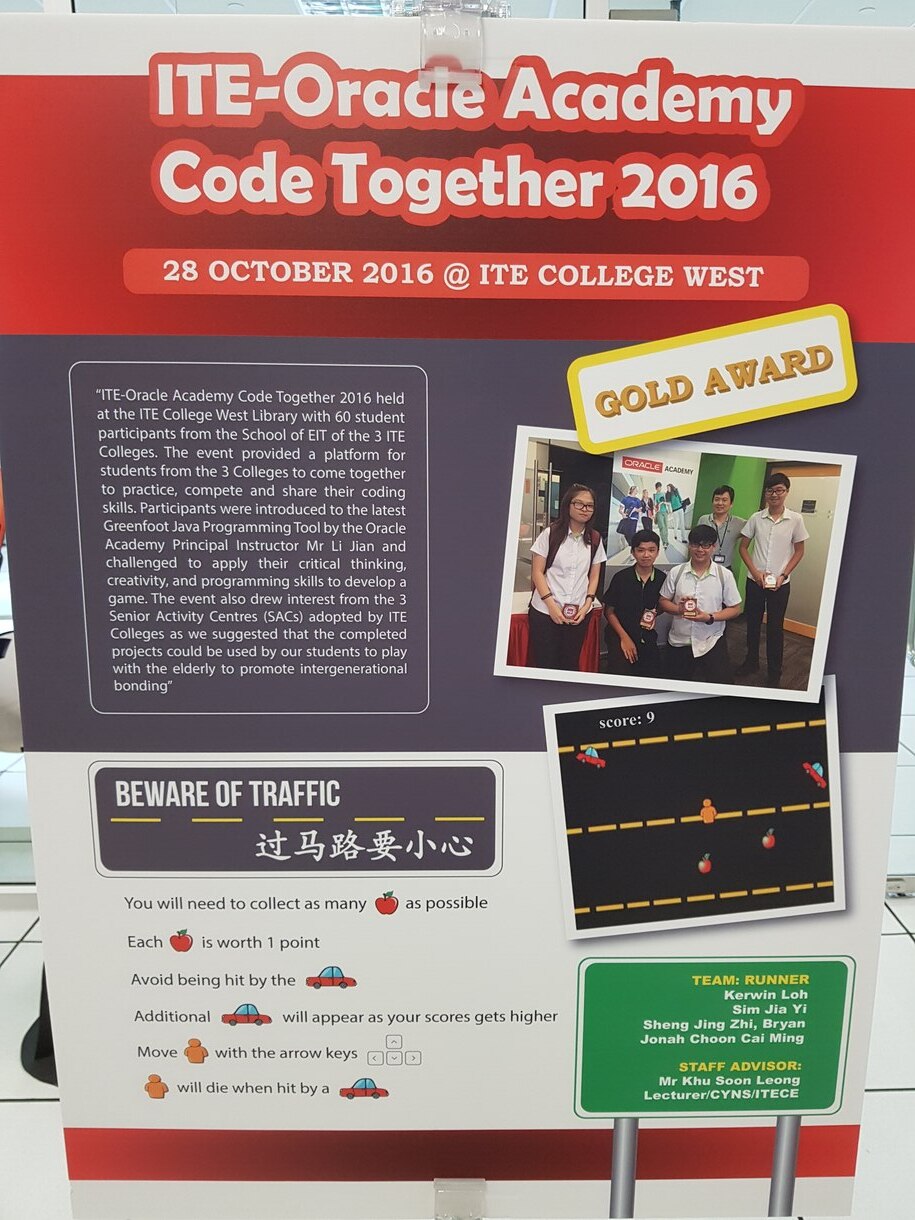 ITE-Oracle Academy
Code Together 2016
28 OCTOBER 2016 @ ITE COLLEGE WEST
GOLD AWARD
“ITE-Oracle Academy Code Together 2016 held
at the ITE College West Library with 60 student
participants from the School of EIT of the 3 ITE
Colleges. The event provided a platform for
students from the 3 Colleges to come together
to practice, compete and share their coding
skills. Participants were introduced to the latest
Greenfoot Java Programming Tool by the Oracle
Academy Principal Instructor Mr Li Jian and
challenged to apply their critical thinking,
creativity, and programming skills to develop a
game. The event also drew interest from the 3
Senior Activity Centres (SACs) adopted by ITE
Colleges as we suggested that the completed
projects could be used by our students to play
with the elderly to promote intergenerational
bonding”
ORACLE ACADEMY
score: 9
BEWARE OF TRAFFIC
过马路要小心
You will need to collect as many as possible
Each is worth 1 point
Avoid being hit by the
Additional will appear as your scores gets higher
Move with the arrow keys
will die when hit by a
TEAM: RUNNER
Kerwin Loh
Sim Jia Yi
Sheng Jing Zhi, Bryan
Jonah Choon Cai Ming
STAFF ADVISOR:
Mr Khu Soon Leong
Lecturer/CYNS/ITECE